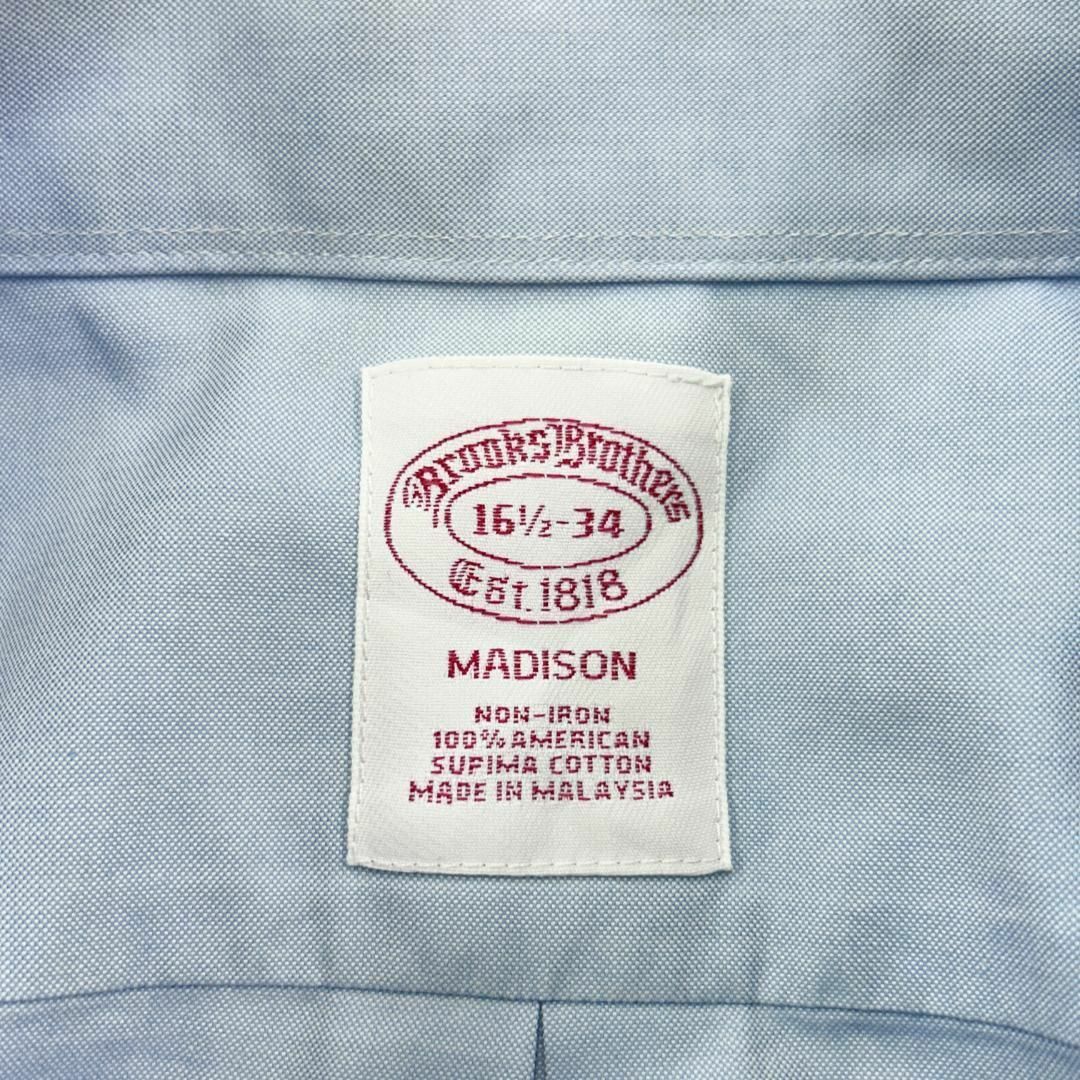 Brooks Brothers
16½-34
Est. 1818
MADISON
NON-IRON
100% AMERICAN
SUPIMA COTTON
MADE IN MALAYSIA